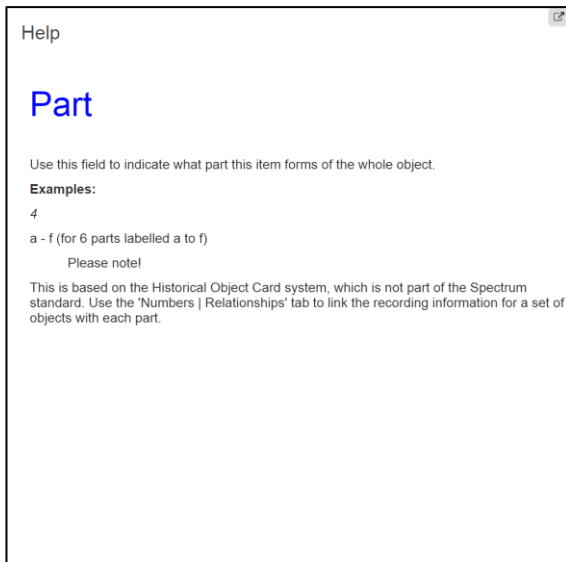 Help
Part
Use this field to indicate what part this item forms of the whole object.
Examples:
4
a - f (for 6 parts labelled a to f)
Please note!
This is based on the Historical Object Card system, which is not part of the Spectrum
standard. Use the 'Numbers | Relationships' tab to link the recording information for a set of
objects with each part.